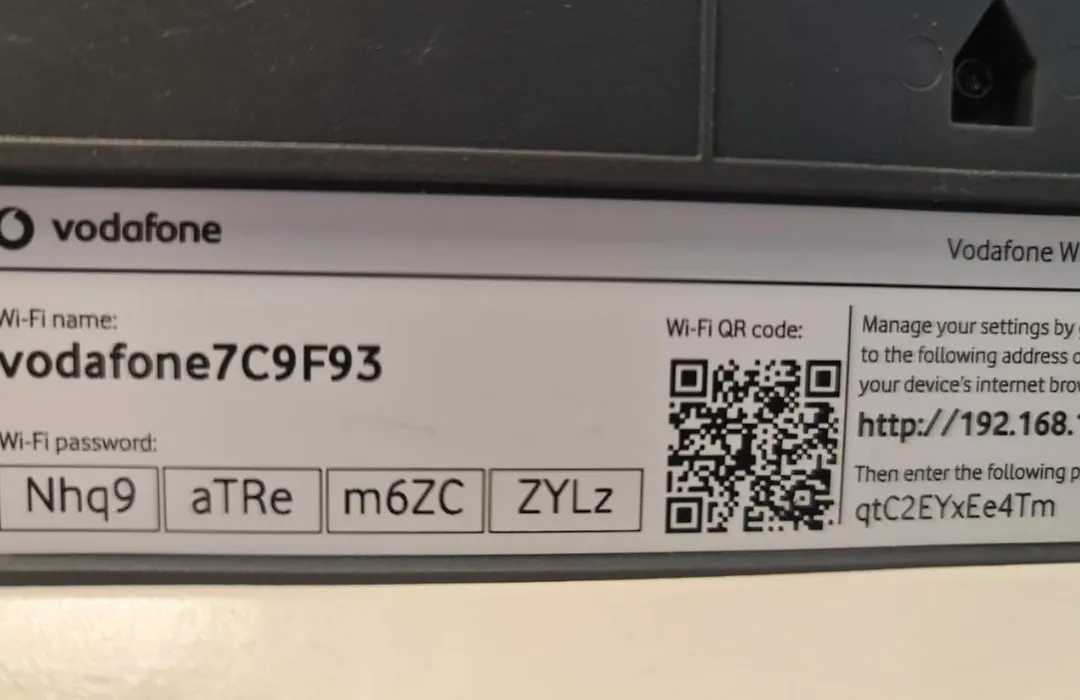 vodafone
Vodafone
Wi-Fi name:
vodafone7C9F93
Wi-Fi password:
Nhq9 aTRe m6ZC ZYLz
Wi-Fi QR code:
Manage your settings by
to the following address
your device's internet
http://192.168.
Then enter the following
qtC2EYxEe4Tm